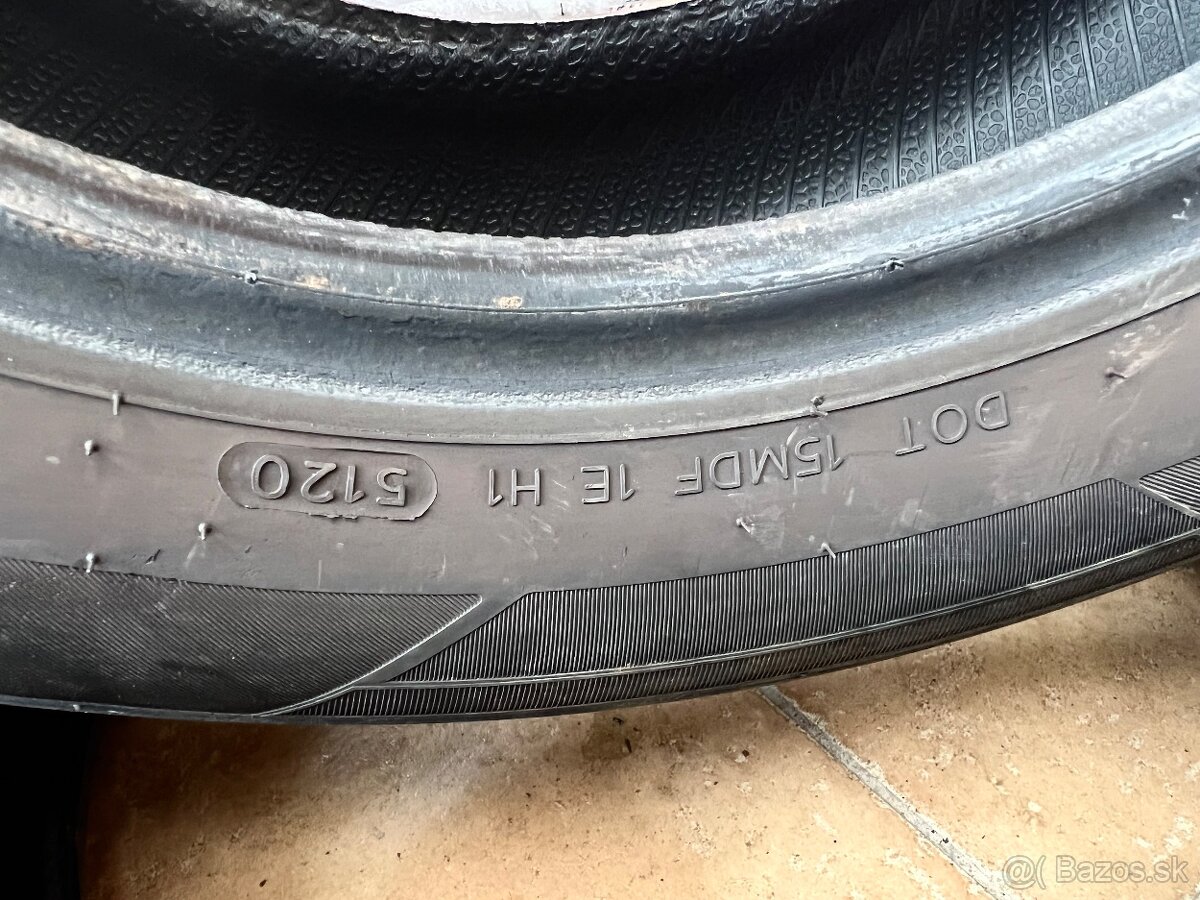 DOT 15MDF 1E H1 5120
@( Bazos.sk